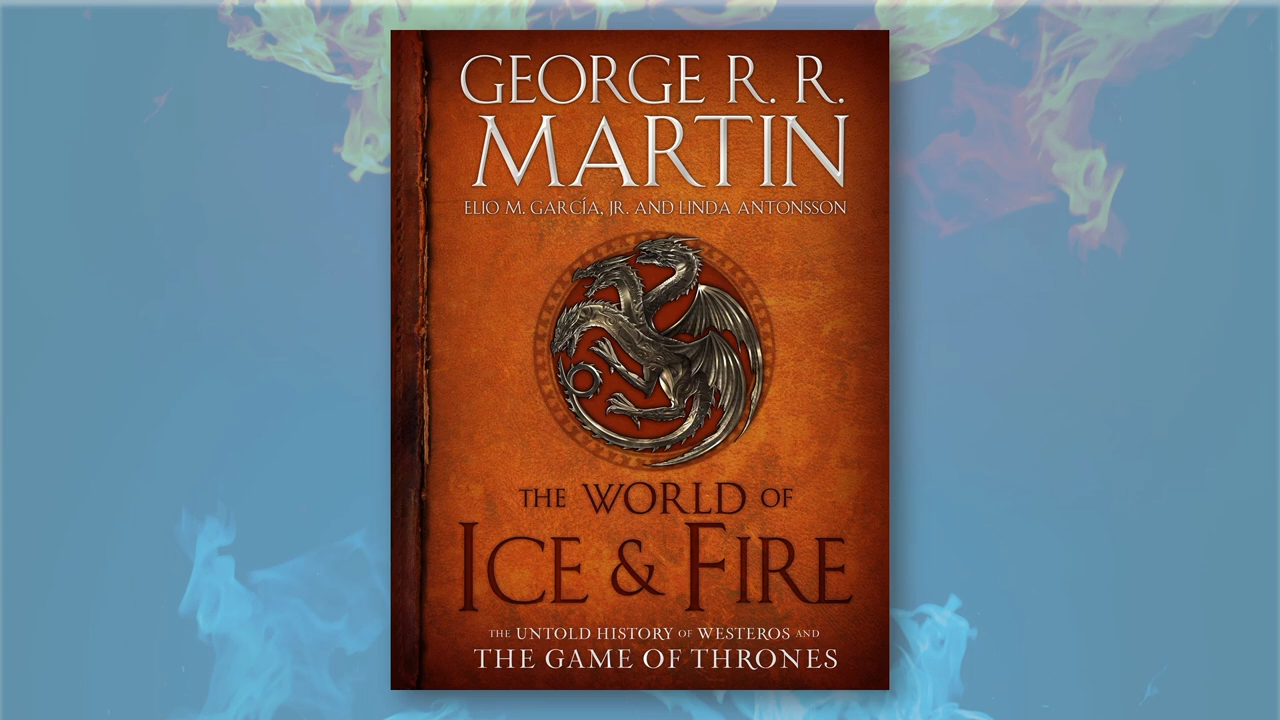 GEORGE R. R.
MARTIN
ELIO M. GARCÍA, JR. AND LINDA ANTONSSON
THE WORLD OF
ICE & FIRE
THE UNTOLD HISTORY OF WESTEROS AND
THE GAME OF THRONES